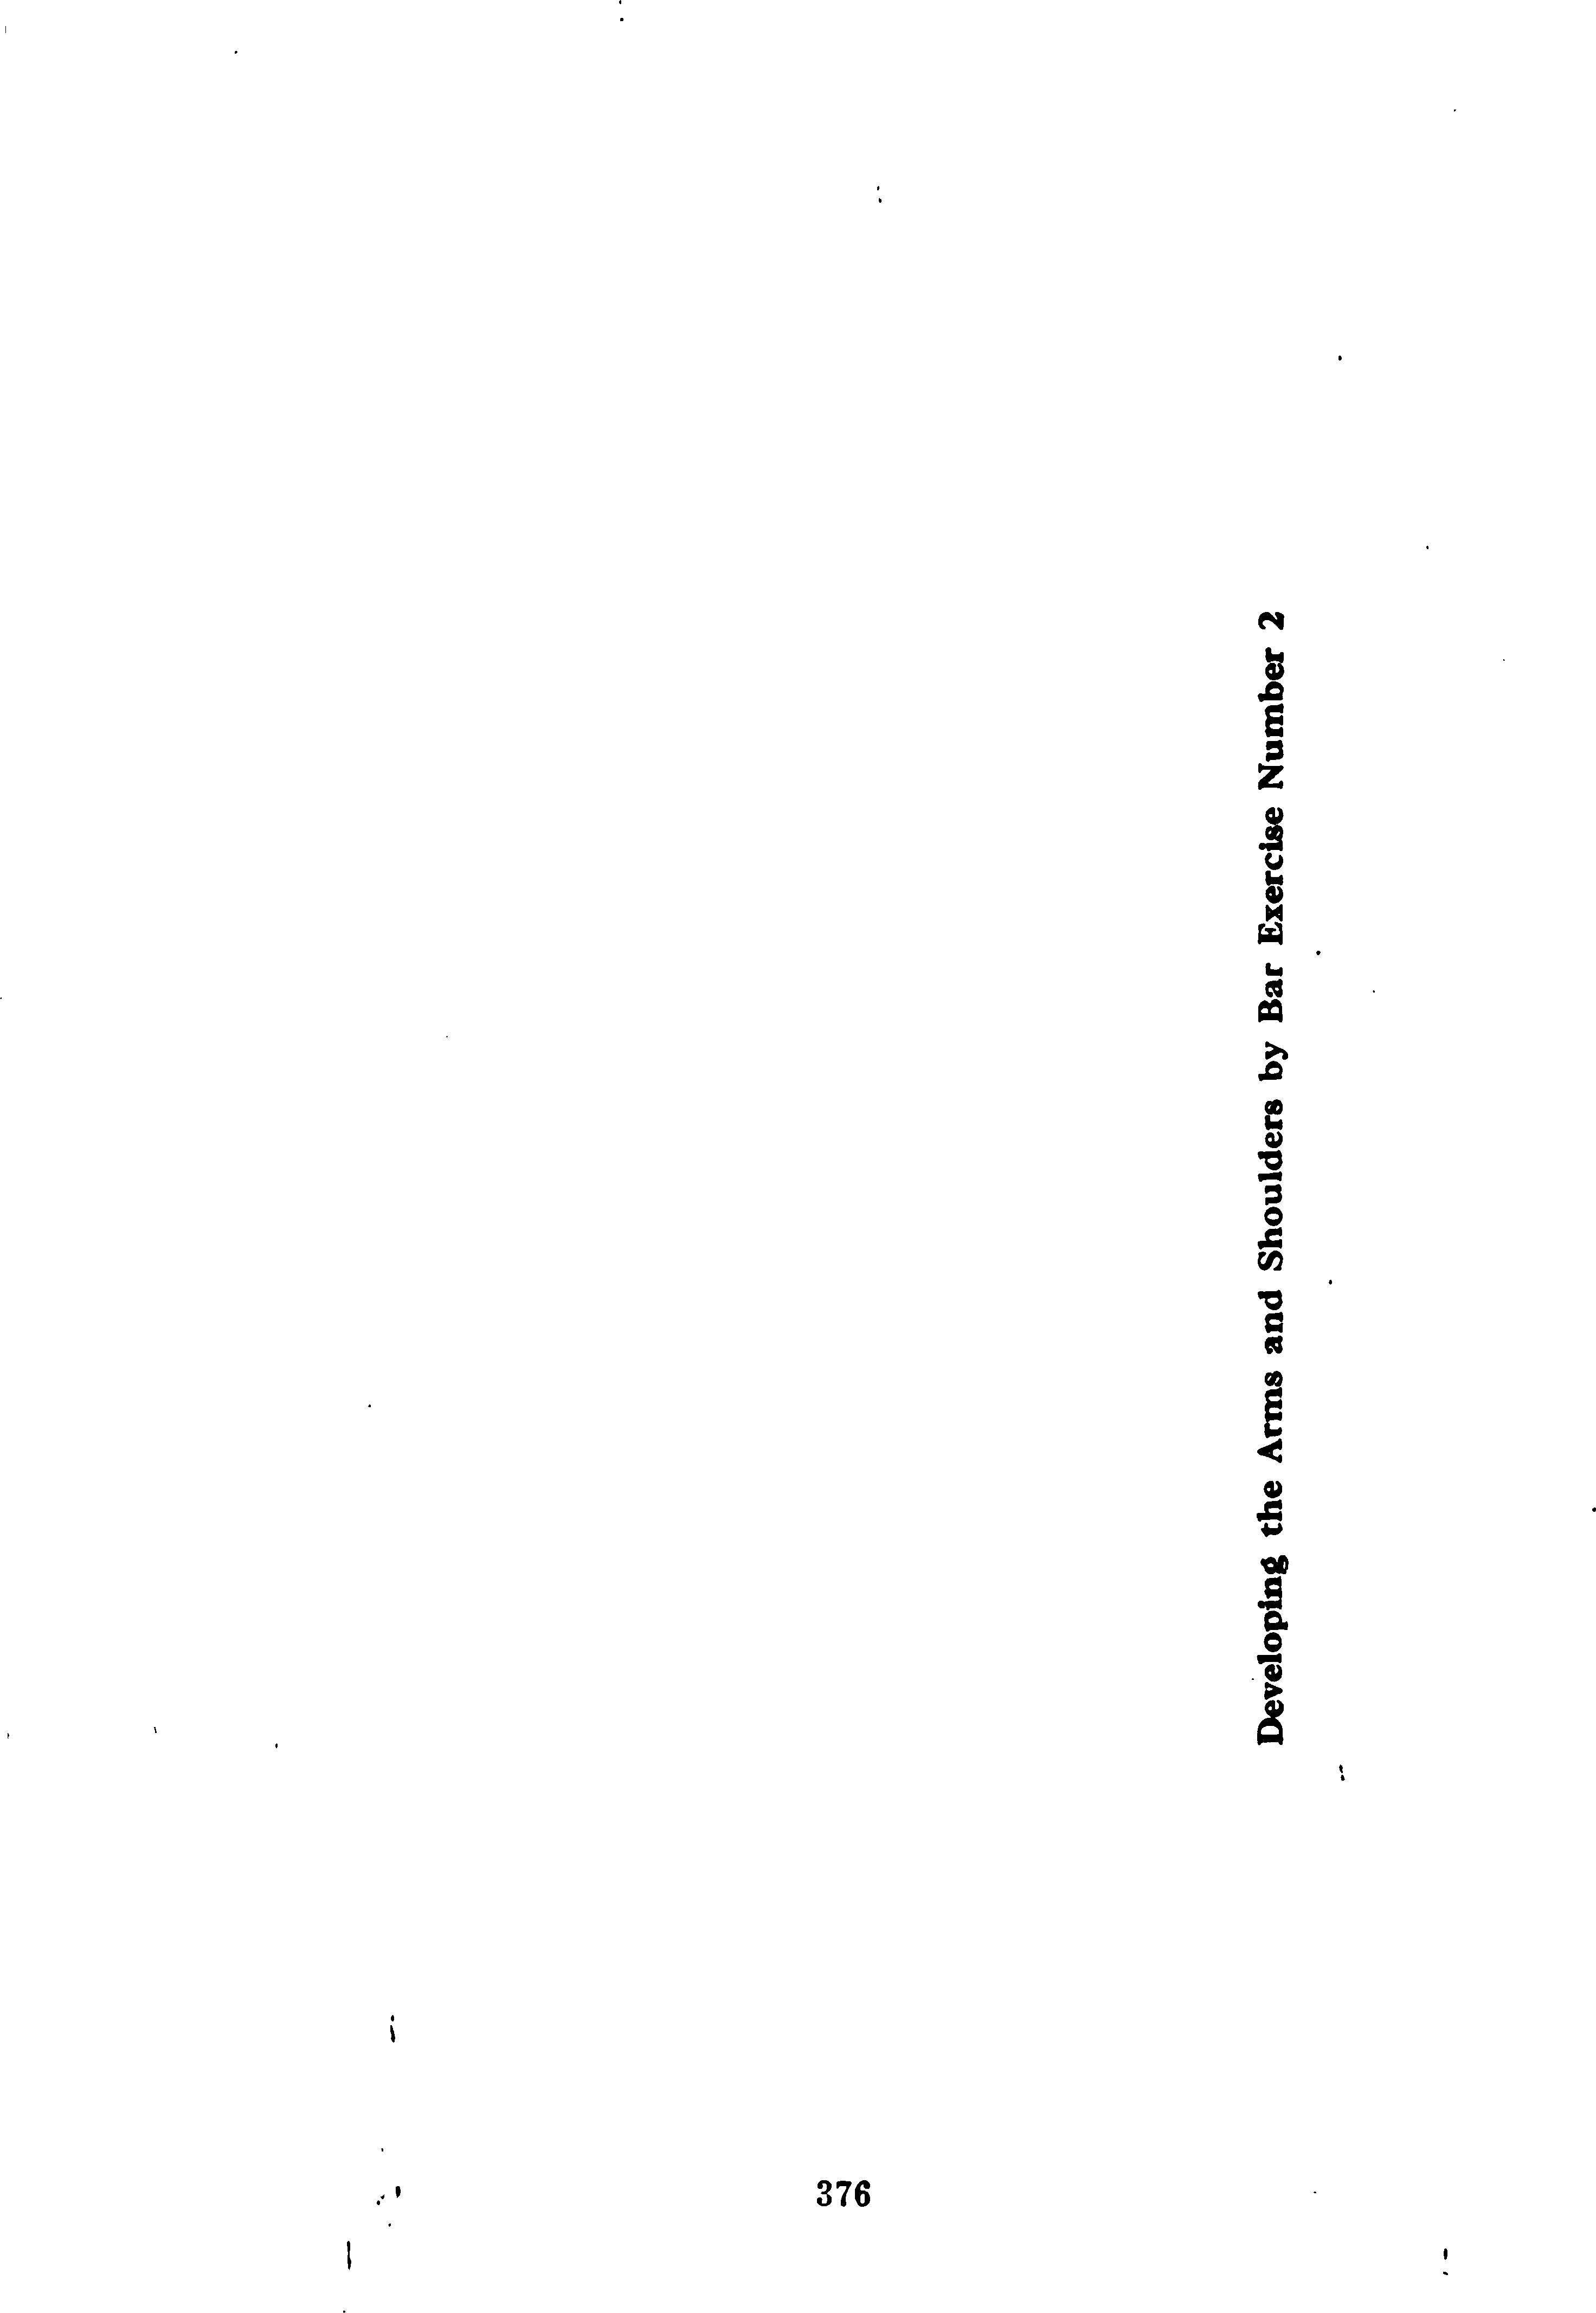 Developing the Arms and Shoulders by Bar Exercise Number 2
376